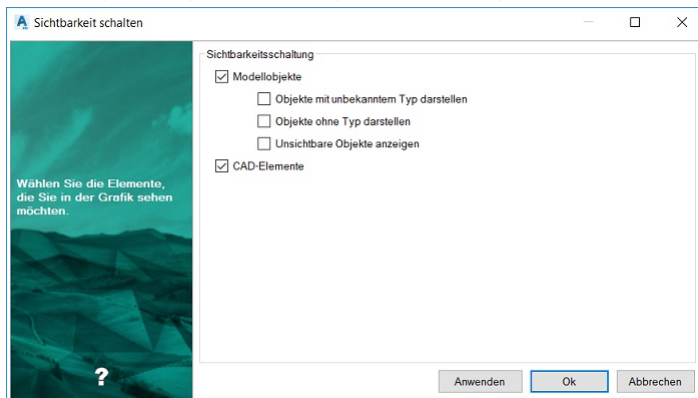 Sichtbarkeit schalten
Sichtbarkeitsschaltung
Modellobjekte
Objekte mit unbekanntem Typ darstellen
Objekte ohne Typ darstellen
Unsichtbare Objekte anzeigen
CAD-Elemente
Wählen Sie die Elemente,
die Sie in der Grafik sehen
möchten.
?
Anwenden
Ok
Abbrechen